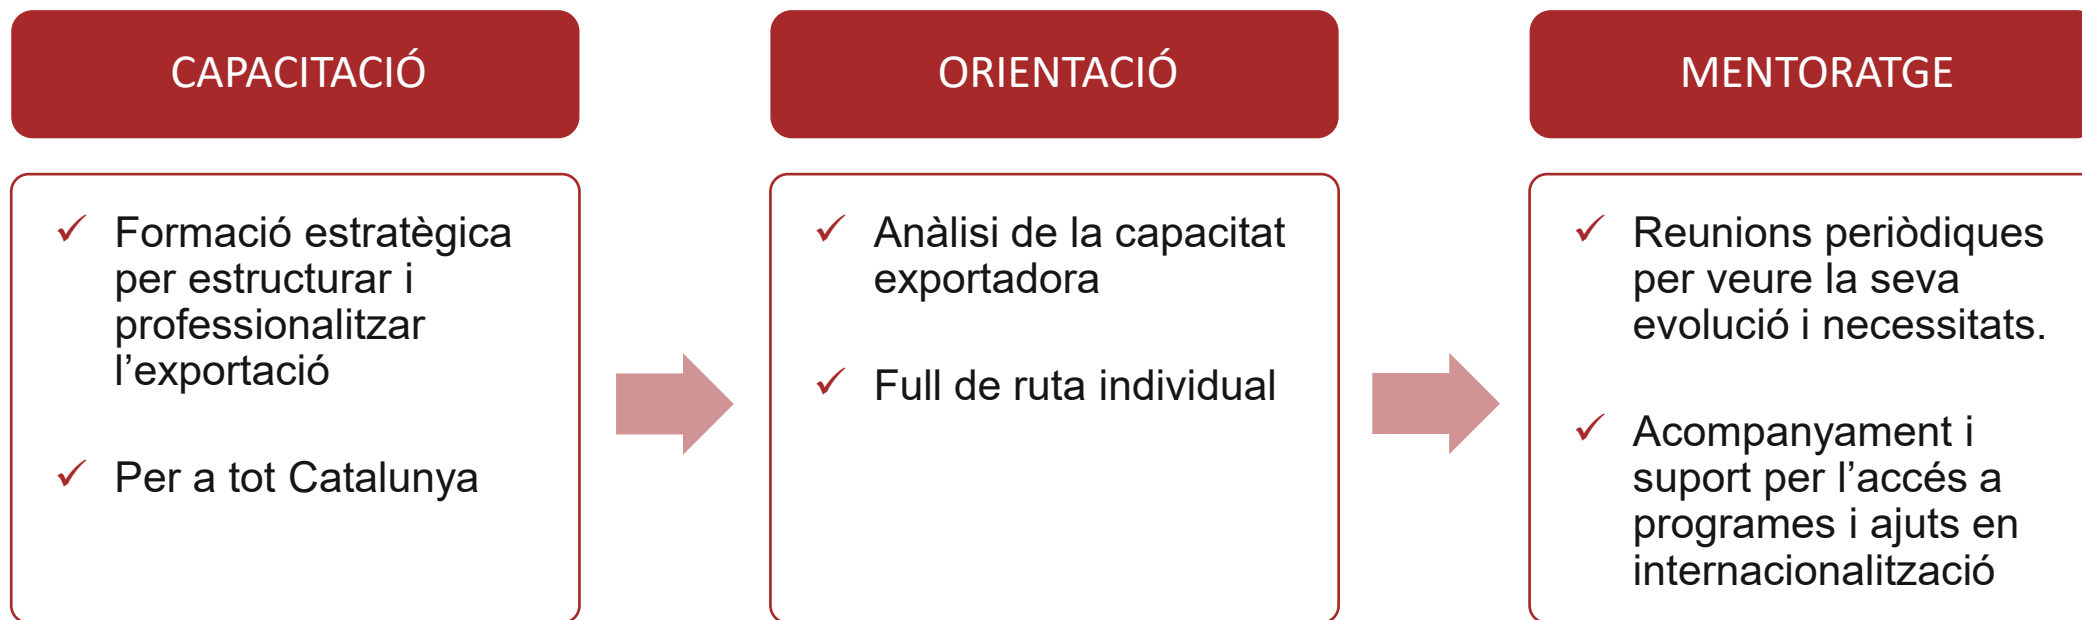 CAPACITACIÓ
✓ Formació estratègica
per estructurar i
professionalitzar
l’exportació
✓ Per a tot Catalunya
ORIENTACIÓ
✓ Anàlisi de la capacitat
exportadora
✓ Full de ruta individual
MENTORATGE
✓ Reunions periòdiques
per veure la seva
evolució i necessitats.
✓ Acompanyament i
suport per l’accés a
programes i ajuts en
internacionalització